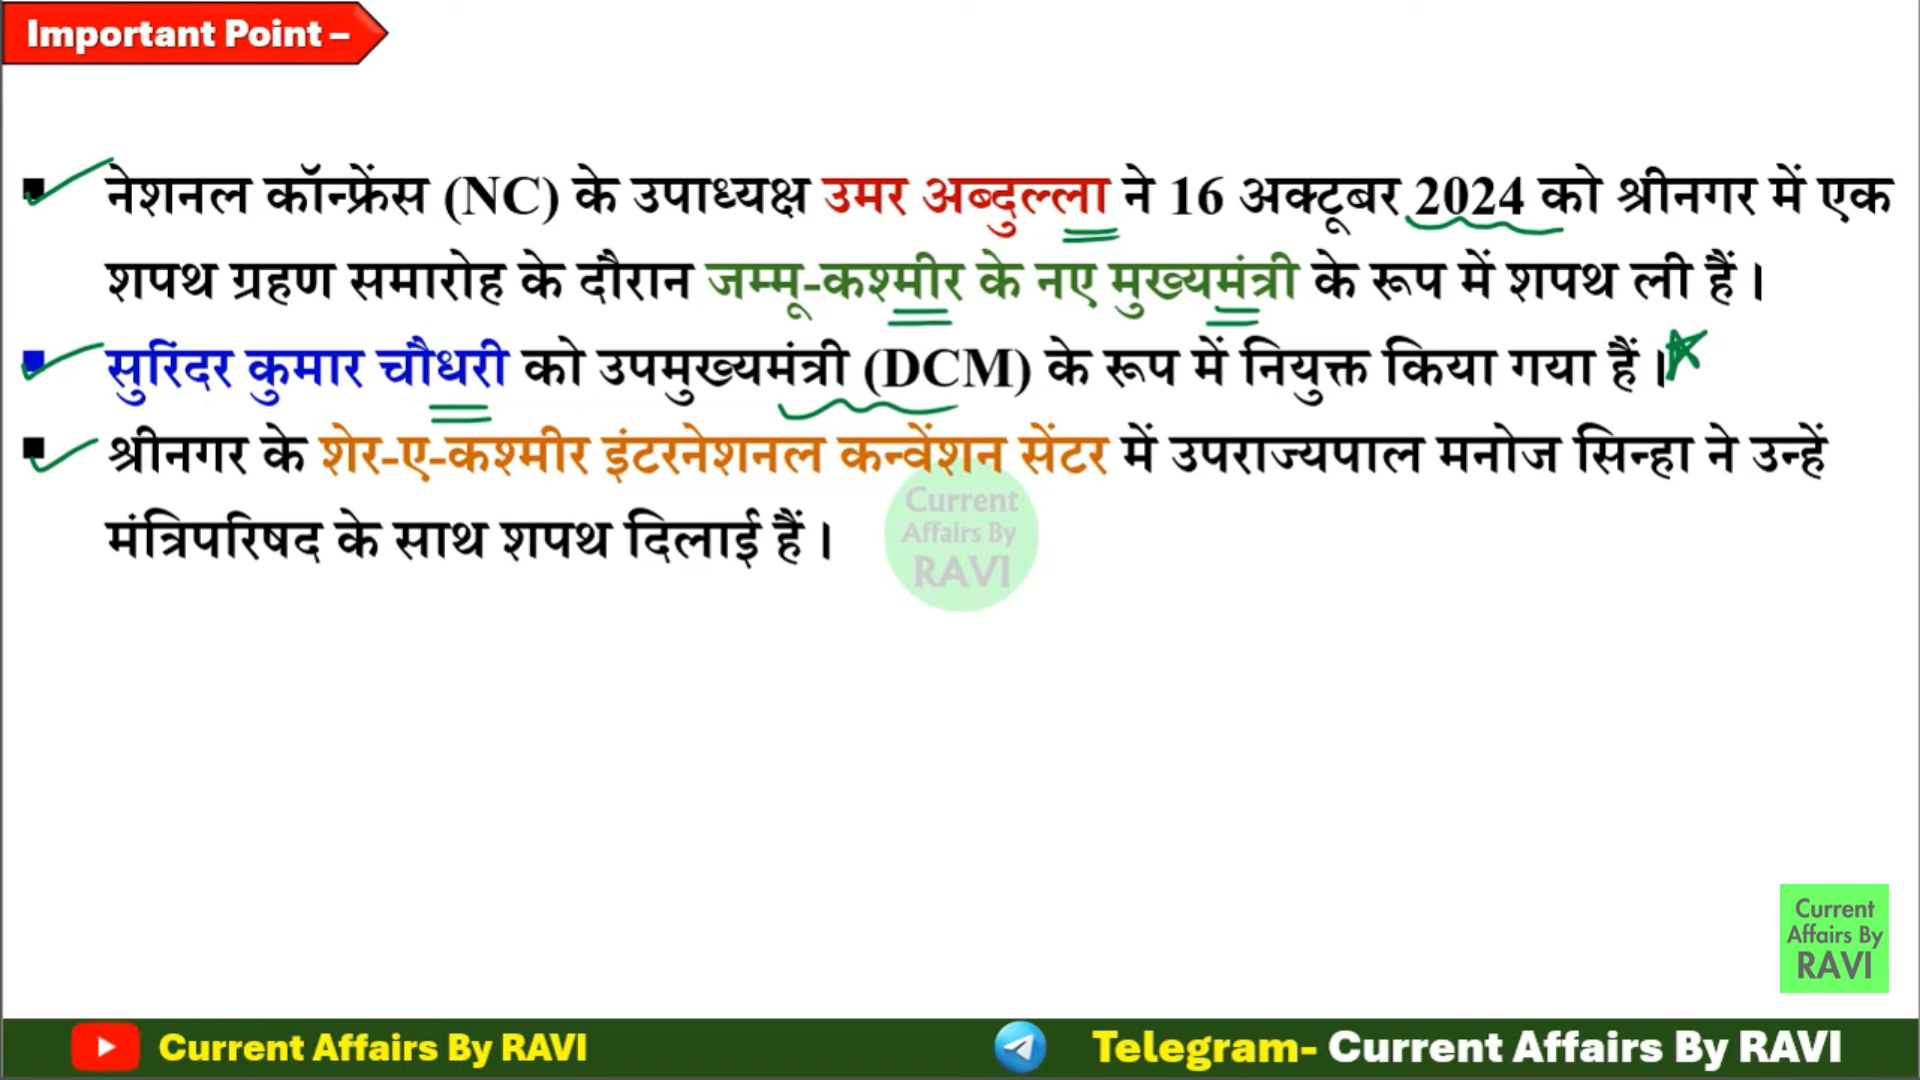 Important Point –
नेशनल कॉन्फ्रेंस (NC) के उपाध्यक्ष उमर अब्दुल्ला ने 16 अक्टूबर 2024 को श्रीनगर में एक
शपथ ग्रहण समारोह के दौरान जम्मू-कश्मीर के नए मुख्यमंत्री के रूप में शपथ ली हैं।
सुरिंदर कुमार चौधरी को उपमुख्यमंत्री (DCM) के रूप में नियुक्त किया गया हैं।
श्रीनगर के शेर-ए-कश्मीर इंटरनेशनल कन्वेंशन सेंटर में उपराज्यपाल मनोज सिन्हा ने उन्हें
मंत्रिपरिषद के साथ शपथ दिलाई हैं।
Current
Affairs By
RAVI
Current
Affairs By
RAVI
Current Affairs By RAVI
Telegram- Current Affairs By RAVI